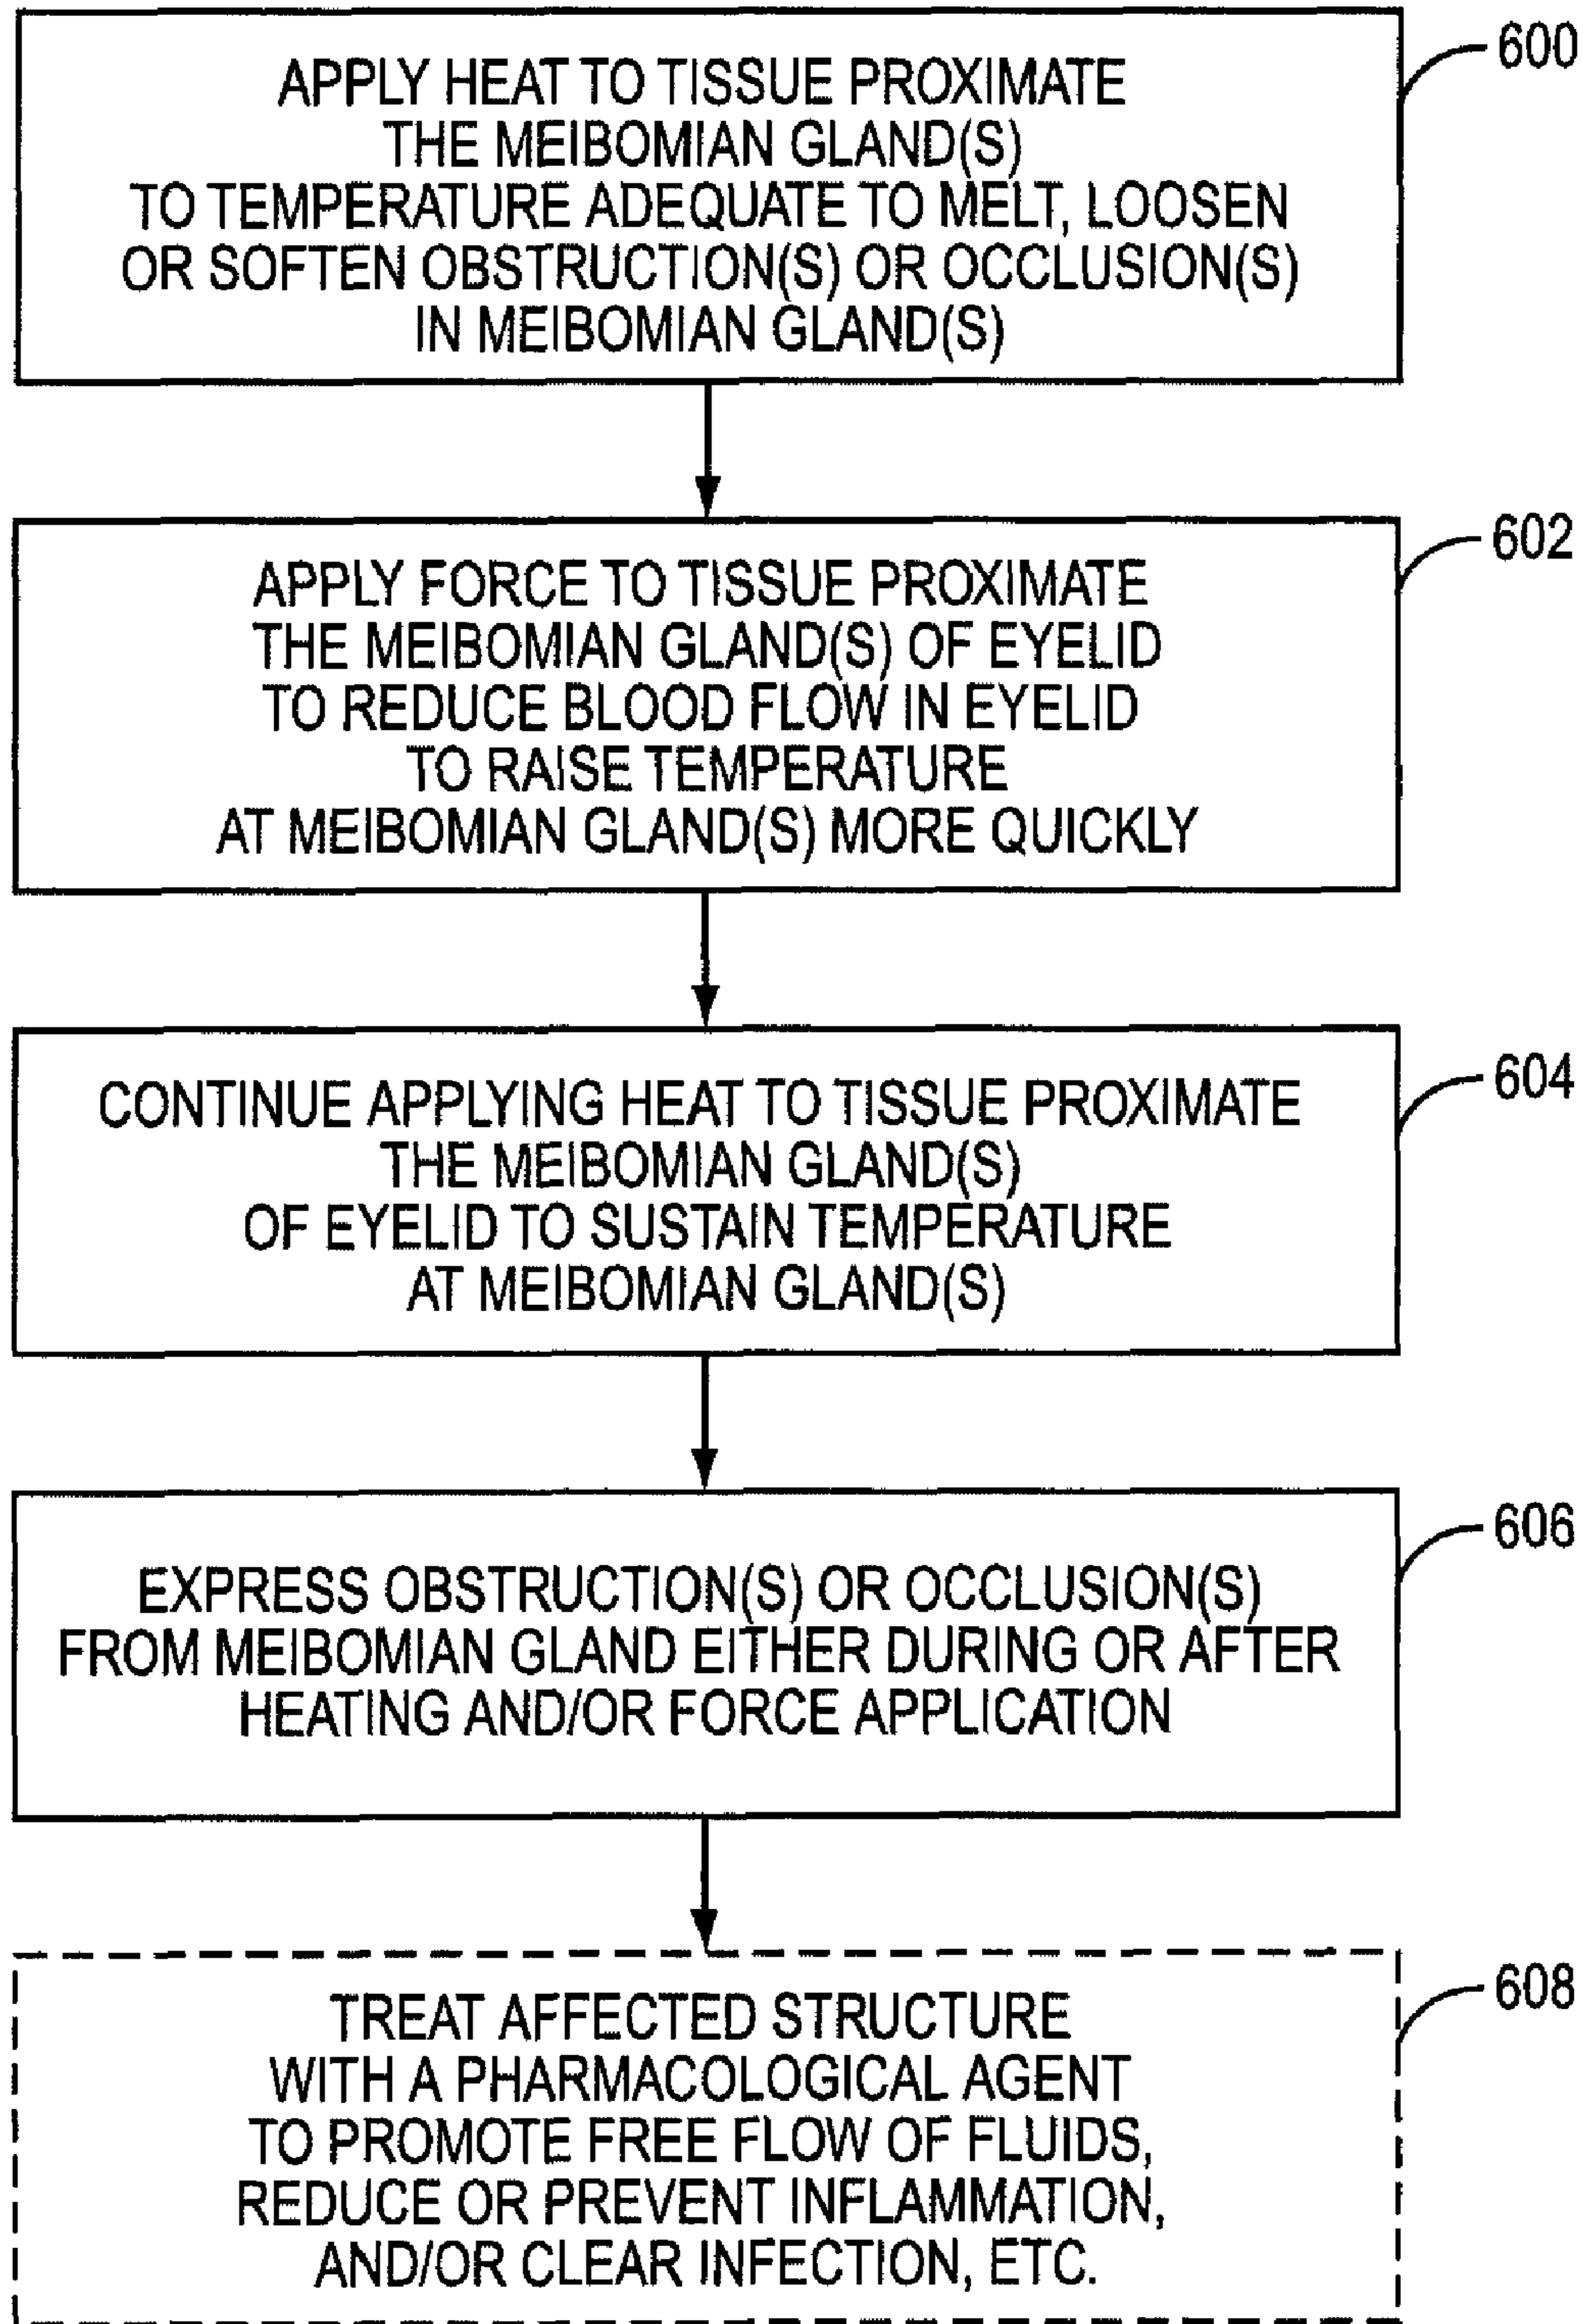 APPLY HEAT TO TISSUE PROXIMATE
THE MEIBOMIAN GLAND(S)
TO TEMPERATURE ADEQUATE TO MELT, LOOSEN
OR SOFTEN OBSTRUCTION(S) OR OCCLUSION(S)
IN MEIBOMIAN GLAND(S)
600
APPLY FORCE TO TISSUE PROXIMATE
THE MEIBOMIAN GLAND(S) OF EYELID
TO REDUCE BLOOD FLOW IN EYELID
TO RAISE TEMPERATURE
AT MEIBOMIAN GLAND(S) MORE QUICKLY
602
CONTINUE APPLYING HEAT TO TISSUE PROXIMATE
THE MEIBOMIAN GLAND(S)
OF EYELID TO SUSTAIN TEMPERATURE
AT MEIBOMIAN GLAND(S)
604
EXPRESS OBSTRUCTION(S) OR OCCLUSION(S)
FROM MEIBOMIAN GLAND EITHER DURING OR AFTER
HEATING AND/OR FORCE APPLICATION
606
TREAT AFFECTED STRUCTURE
WITH A PHARMACOLOGICAL AGENT
TO PROMOTE FREE FLOW OF FLUIDS,
REDUCE OR PREVENT INFLAMMATION,
AND/OR CLEAR INFECTION, ETC.
608